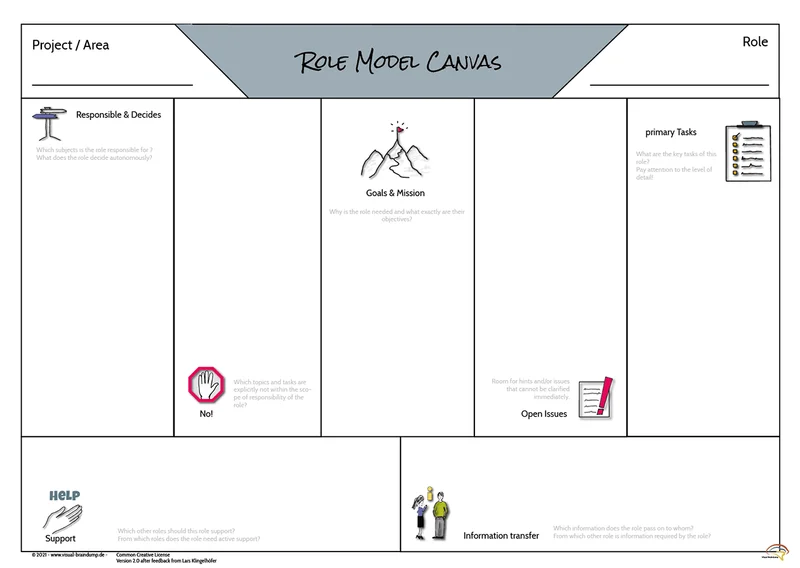 Project / Area
ROLE MODEL CANVAS
Role
Responsible & Decides
Which subjects is the role responsible for ?
What does the role decide autonomously?
Goals & Mission
Why is the role needed and what exactly are their
objectives?
primary Tasks
What are the key tasks of this
role?
Pay attention to the level of
detail!
Which topics and tasks are
explicitly not within the sco-
pe of responsibility of the
role?
No!
Room for hints and/or issues
that cannot be clarified
immediately.
Open Issues
HELP
Support
Which other roles should this role support?
From which roles does the role need active support?
Information transfer
Which information does the role pass on to whom?
From which other role is information required by the role?
© 2021 - www.visual-braindump.de -
Common Creative License
Version 2.0 after feedback from Lars Klingelhöfer